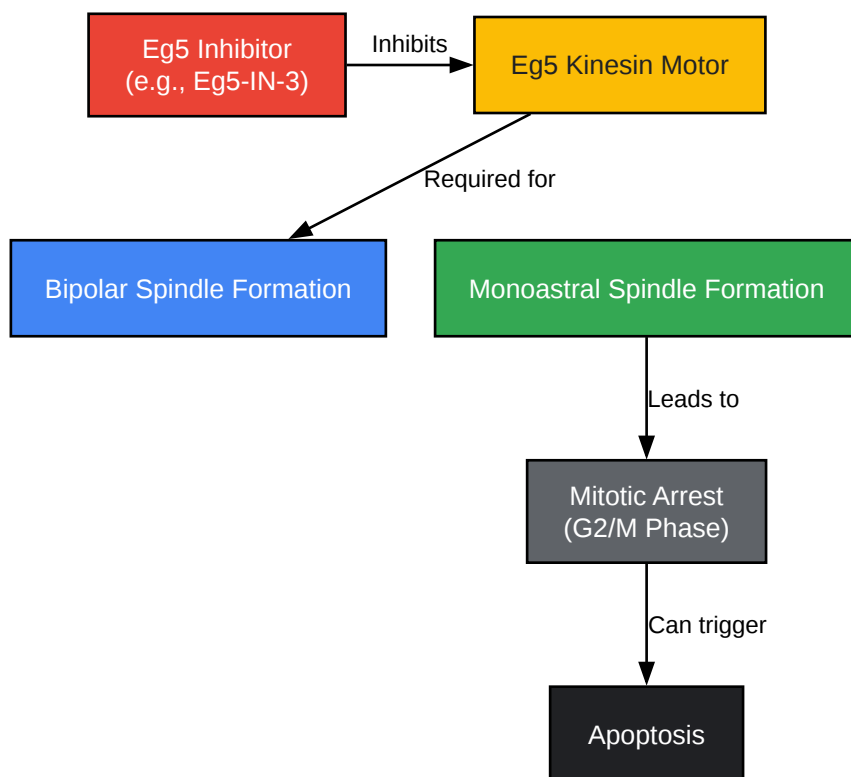 Eg5 Inhibitor
(e.g., Eg5-IN-3)
Inhibits
Eg5 Kinesin Motor
Required for
Bipolar Spindle Formation
Monoastral Spindle Formation
Leads to
Mitotic Arrest
(G2/M Phase)
Can trigger
Apoptosis